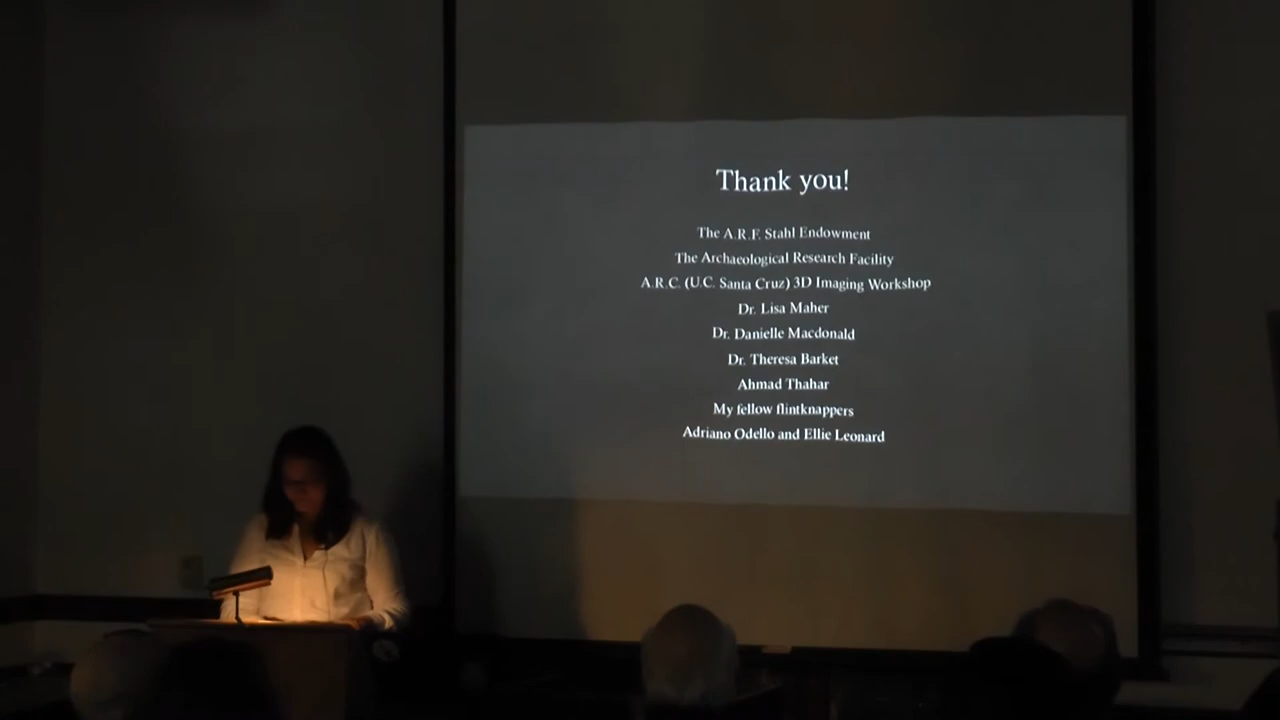 Thank you!
The A.R.F. Stahl Endowment
The Archaeological Research Facility
A.R.C. (U.C. Santa Cruz) 3D Imaging Workshop
Dr. Lisa Maher
Dr. Danielle Macdonald
Dr. Theresa Barket
Ahmad Thahar
My fellow flintknappers
Adriano Odello and Ellie Leonard